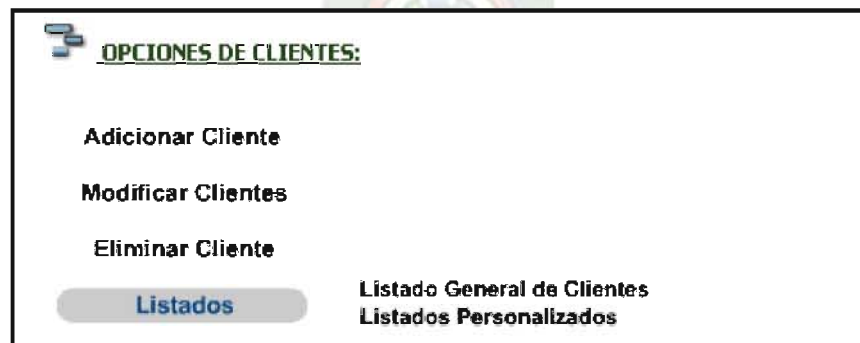 OPCIONES DE CLIENTES:
Adicionar Cliente
Modificar Clientes
Eliminar Cliente
Listados
Listado General de Clientes
Listados Personalizados